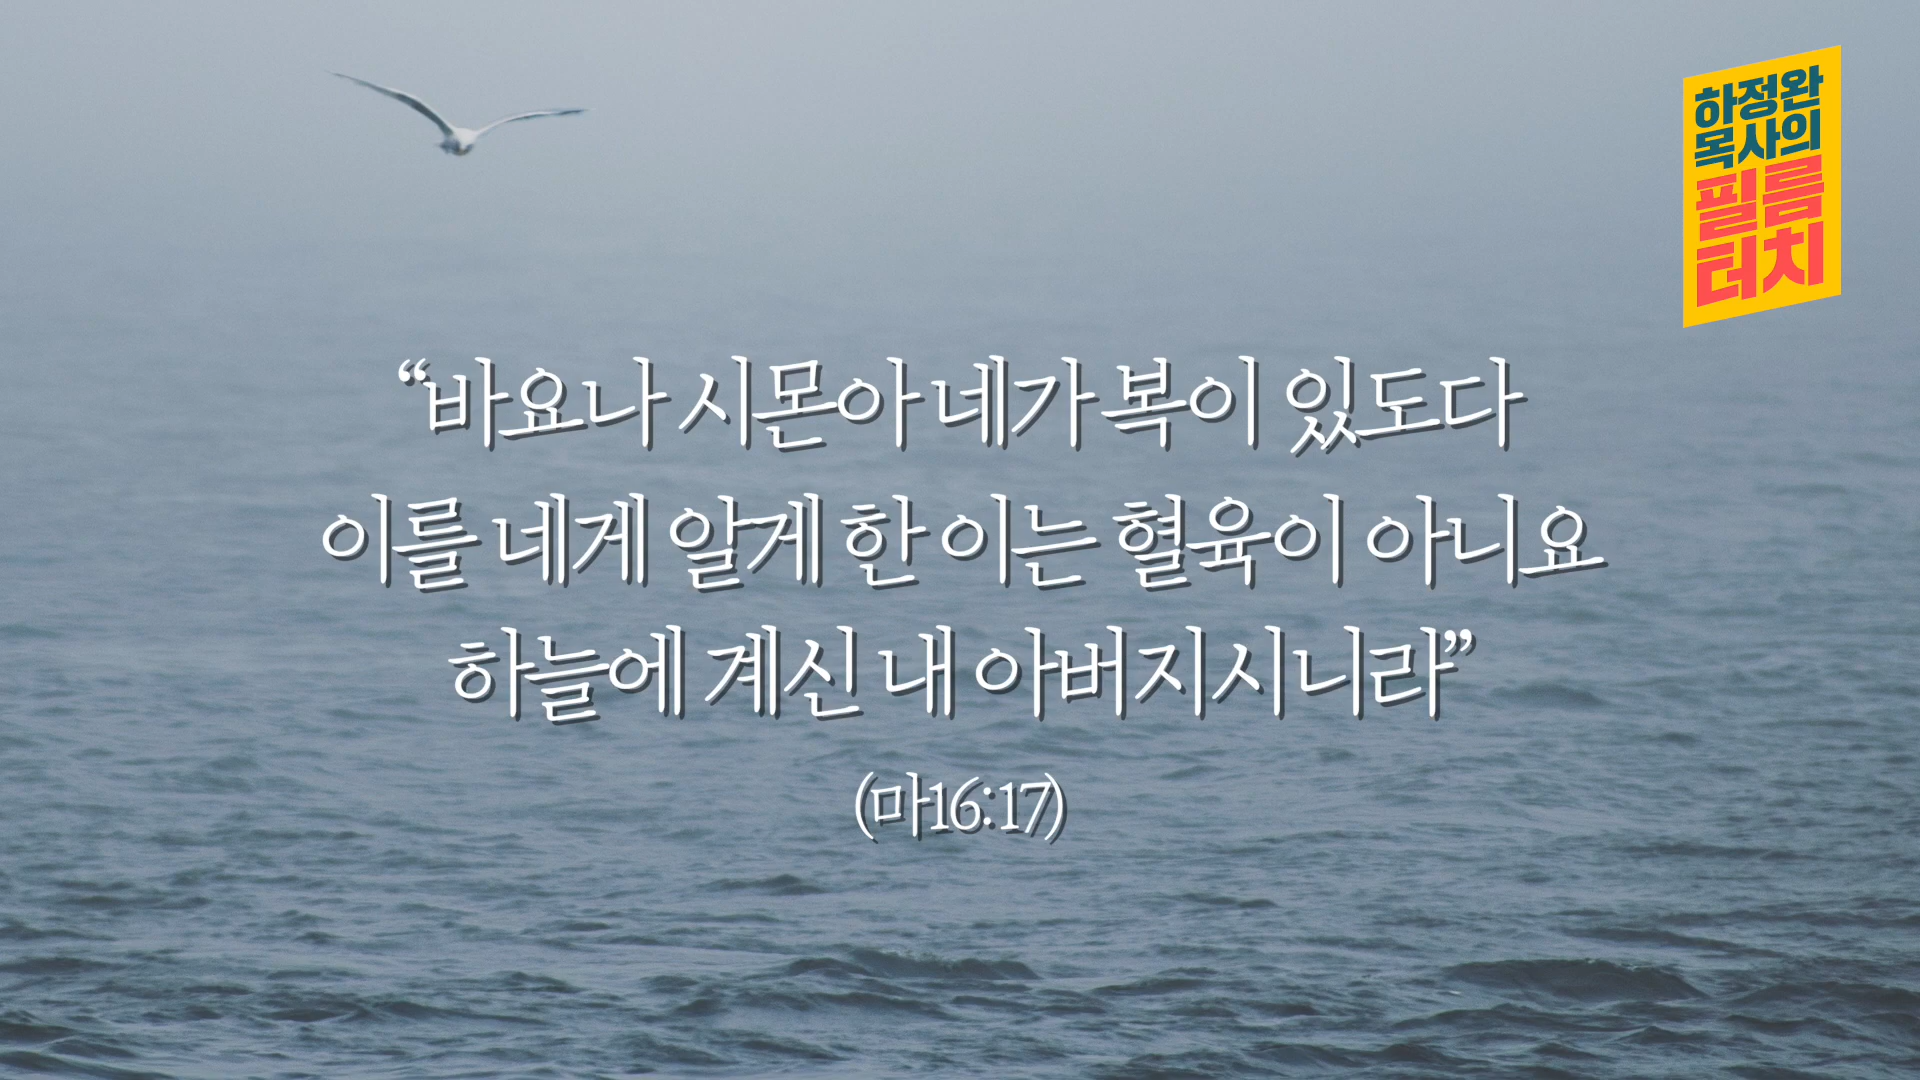 하정완
목사의
필름
터치
“바요나 시몬아 네가 복이 있도다
이를 네게 알게 한 이는 혈육이 아니요
하늘에 계신 내 아버지시니라”
(마16:17)